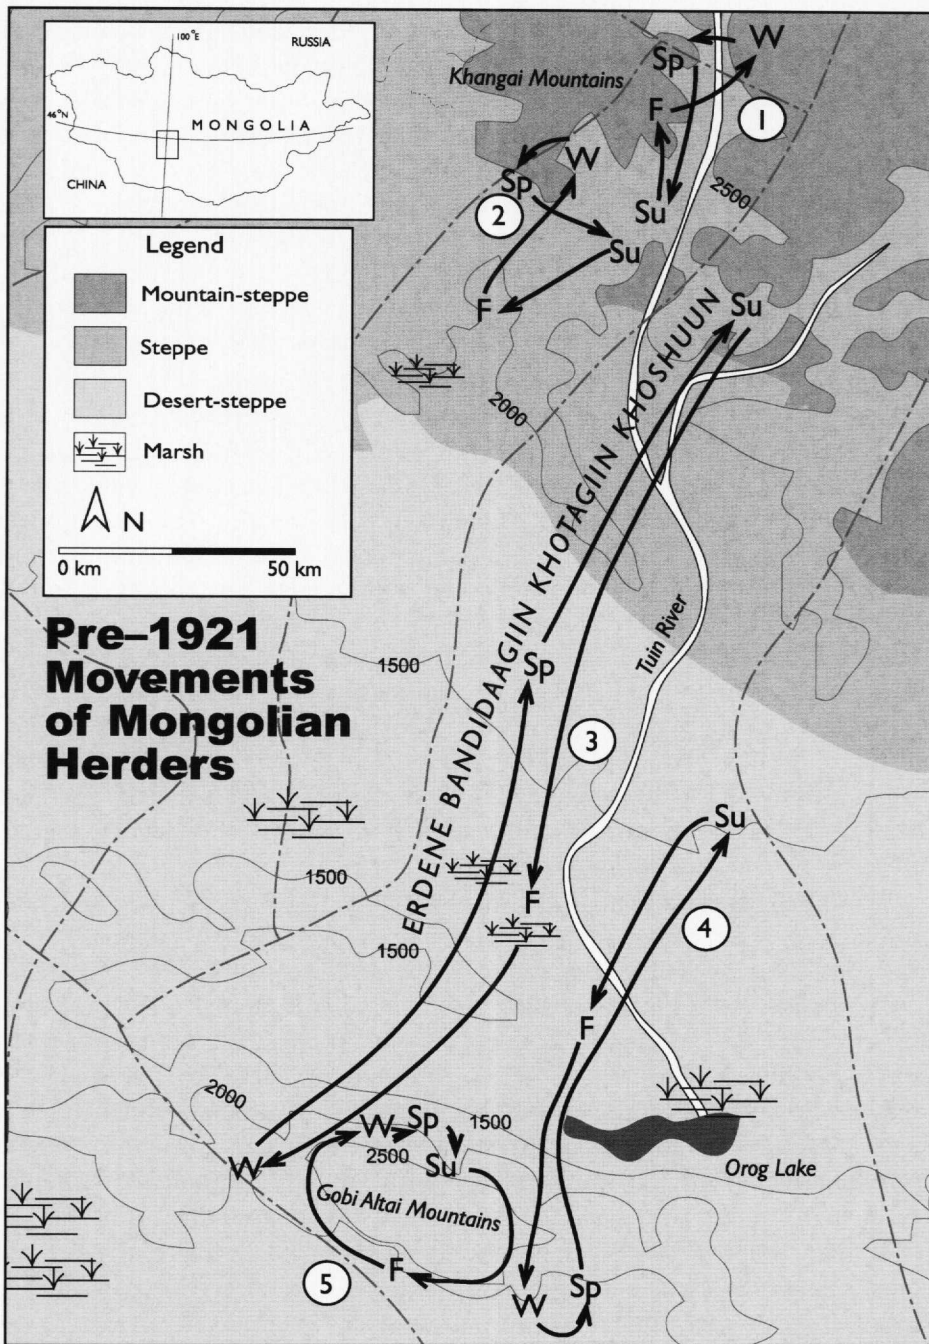 100°E
RUSSIA
46°N
MONGOLIA
CHINA
Legend
Mountain-steppe
Steppe
Desert-steppe
Marsh
N
0 km 50 km
Pre–1921
Movements
of Mongolian
Herders
W
Sp
Khangai Mountains
F
1
W
Sp
2500
2
Su
Su
F
Su
2000
ERDENE BANDIDAAGIIN KHOTAGIIN KHOSHUUN
Tuin River
1500
Sp
3
Su
1500
F
4
1500
F
2000
W
Sp
1500
W
2500
Su
Orog Lake
Gobi Altai Mountains
F
5
Sp
W